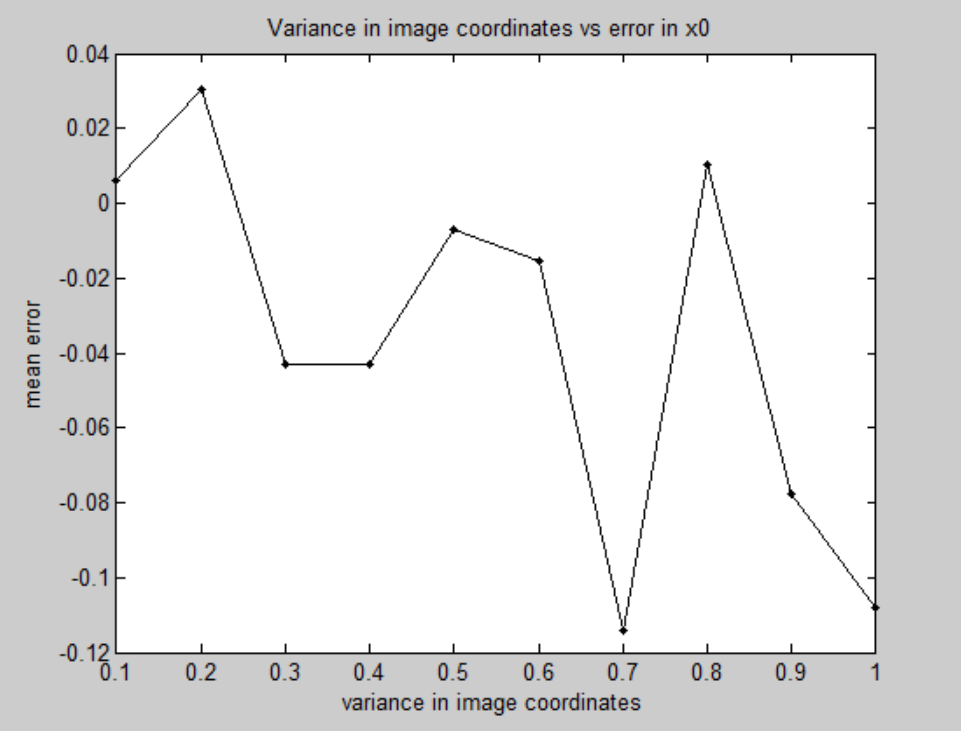 Variance in image coordinates vs error in x0
0.04
0.02
0
-0.02
-0.04
-0.06
-0.08
-0.1
-0.12
mean error
0.1 0.2 0.3 0.4 0.5 0.6 0.7 0.8 0.9 1
variance in image coordinates